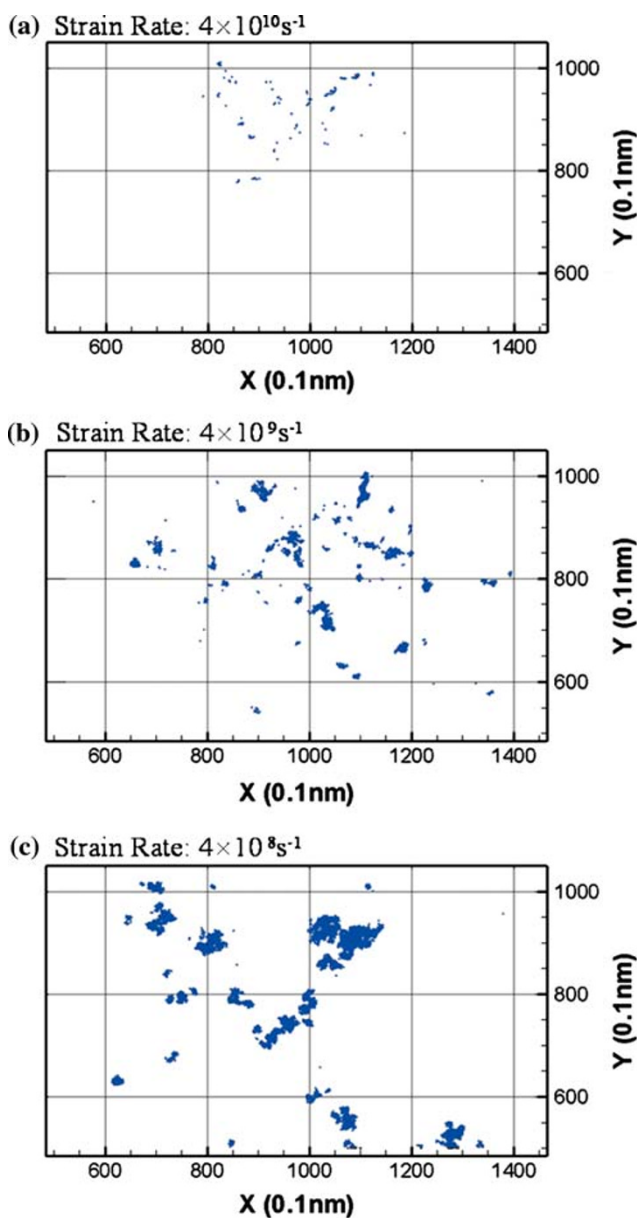 (a) Strain Rate: 4×10¹⁰s⁻¹
1000
800
600
Y (0.1nm)
600 800 1000 1200 1400
X (0.1nm)
(b) Strain Rate: 4×10⁹s⁻¹
1000
800
600
Y (0.1nm)
600 800 1000 1200 1400
X (0.1nm)
(c) Strain Rate: 4×10⁸s⁻¹
1000
800
600
Y (0.1nm)
600 800 1000 1200 1400
X (0.1nm)